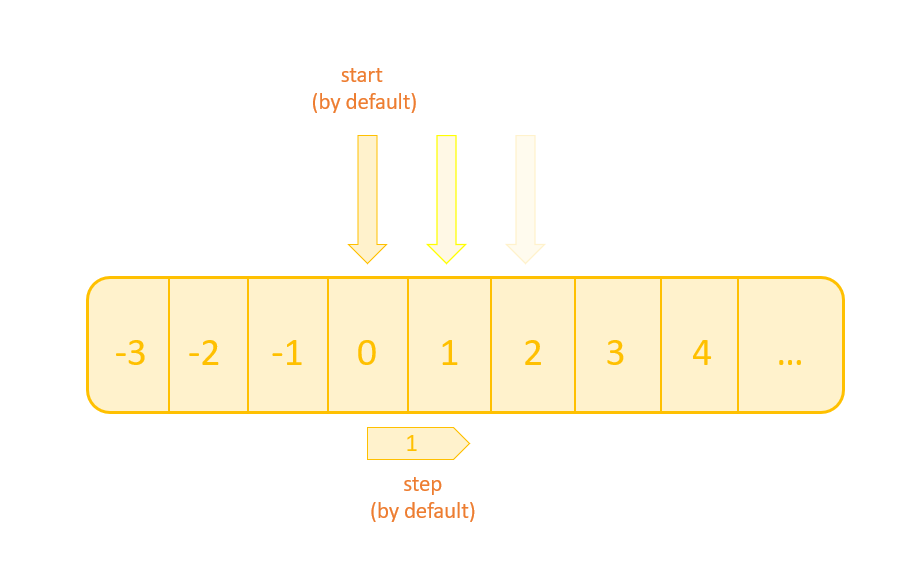 start
(by default)
-3 -2 -1 0 1 2 3 4 ...
1
step
(by default)